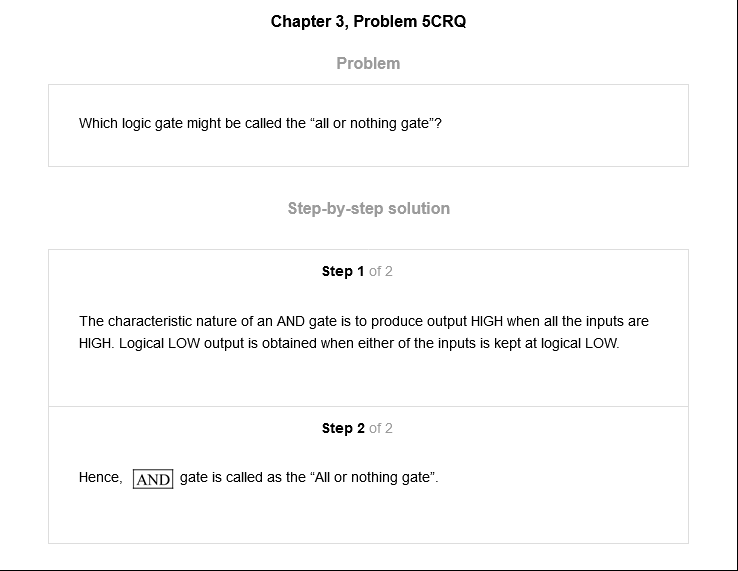 Chapter 3, Problem 5CRQ
Problem
Which logic gate might be called the “all or nothing gate”?
Step-by-step solution
Step 1 of 2
The characteristic nature of an AND gate is to produce output HIGH when all the inputs are
HIGH. Logical LOW output is obtained when either of the inputs is kept at logical LOW.
Step 2 of 2
Hence, AND gate is called as the “All or nothing gate”.